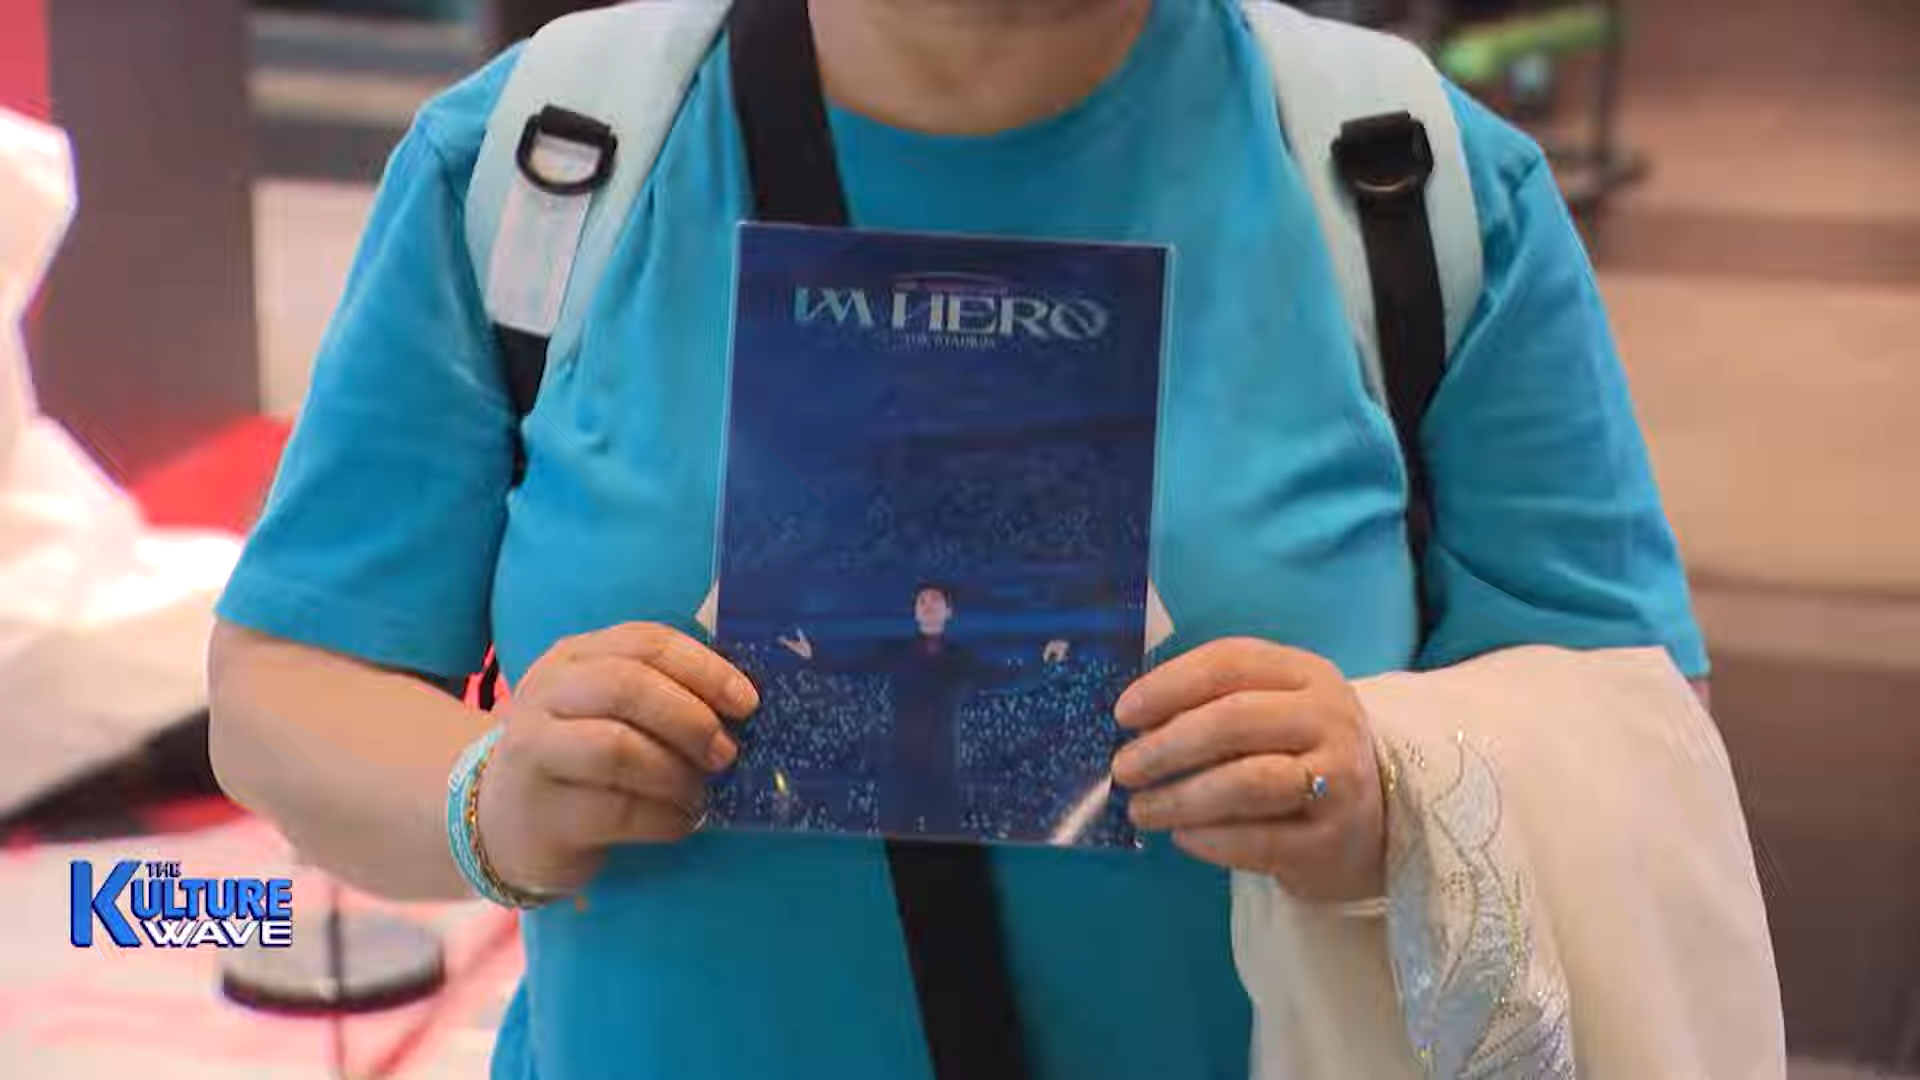 IM HERO
THE STADIUM
THE
KULTURE
WAVE